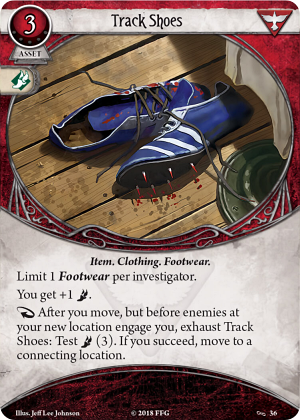 3
Track Shoes
ASSET
Item. Clothing. Footwear.
Limit 1 Footwear per investigator.
You get +1 .
After you move, but before enemies at
your new location engage you, exhaust Track
Shoes: Test (3). If you succeed, move to a
connecting location.
Illus. Jeff Lee Johnson
© 2018 FFG
36